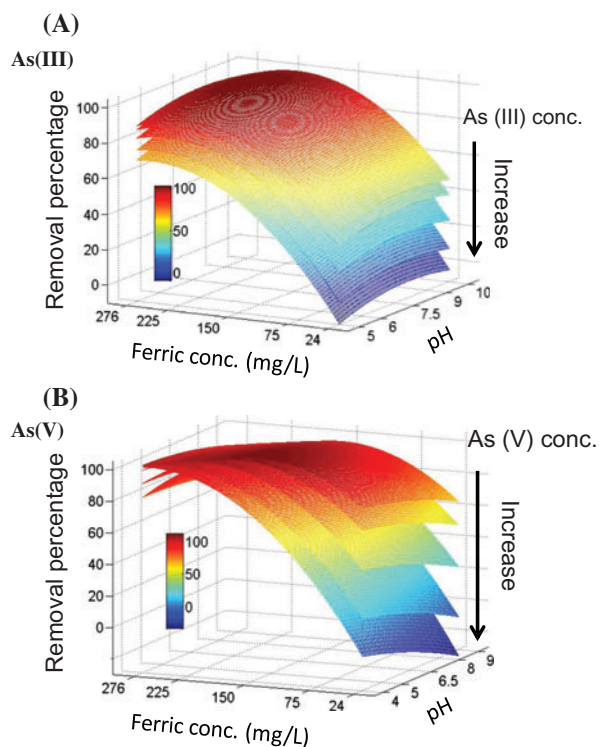 (A)
As(III)
Removal percentage
100
80
60
40
20
0
100
50
0
As (III) conc.
Increase
276
225
150
75
24
Ferric conc. (mg/L)
5
6
7.5
9
10
pH
(B)
As(V)
Removal percentage
100
80
60
40
20
0
100
50
0
As (V) conc.
Increase
276
225
150
75
24
Ferric conc. (mg/L)
4
5
6.5
8
9
pH